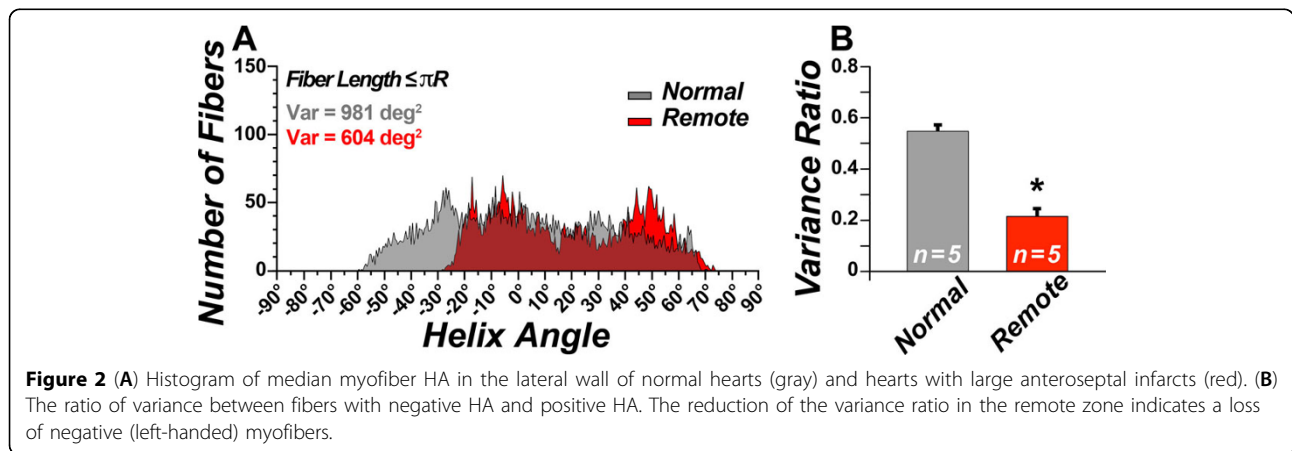 A
B
150
100
50
0
Number of Fibers
Fiber Length ≤ πR
Var = 981 deg²
Var = 604 deg²
Normal
Remote
-90° -80° -70° -60° -50° -40° -30° -20° -10° 0° 10° 20° 30° 40° 50° 60° 70° 80° 90°
Helix Angle
0.8
0.6
0.4
0.2
0
Variance Ratio
*
n=5 n=5
Normal Remote
Figure 2 (A) Histogram of median myofiber HA in the lateral wall of normal hearts (gray) and hearts with large anteroseptal infarcts (red). (B)
The ratio of variance between fibers with negative HA and positive HA. The reduction of the variance ratio in the remote zone indicates a loss
of negative (left-handed) myofibers.